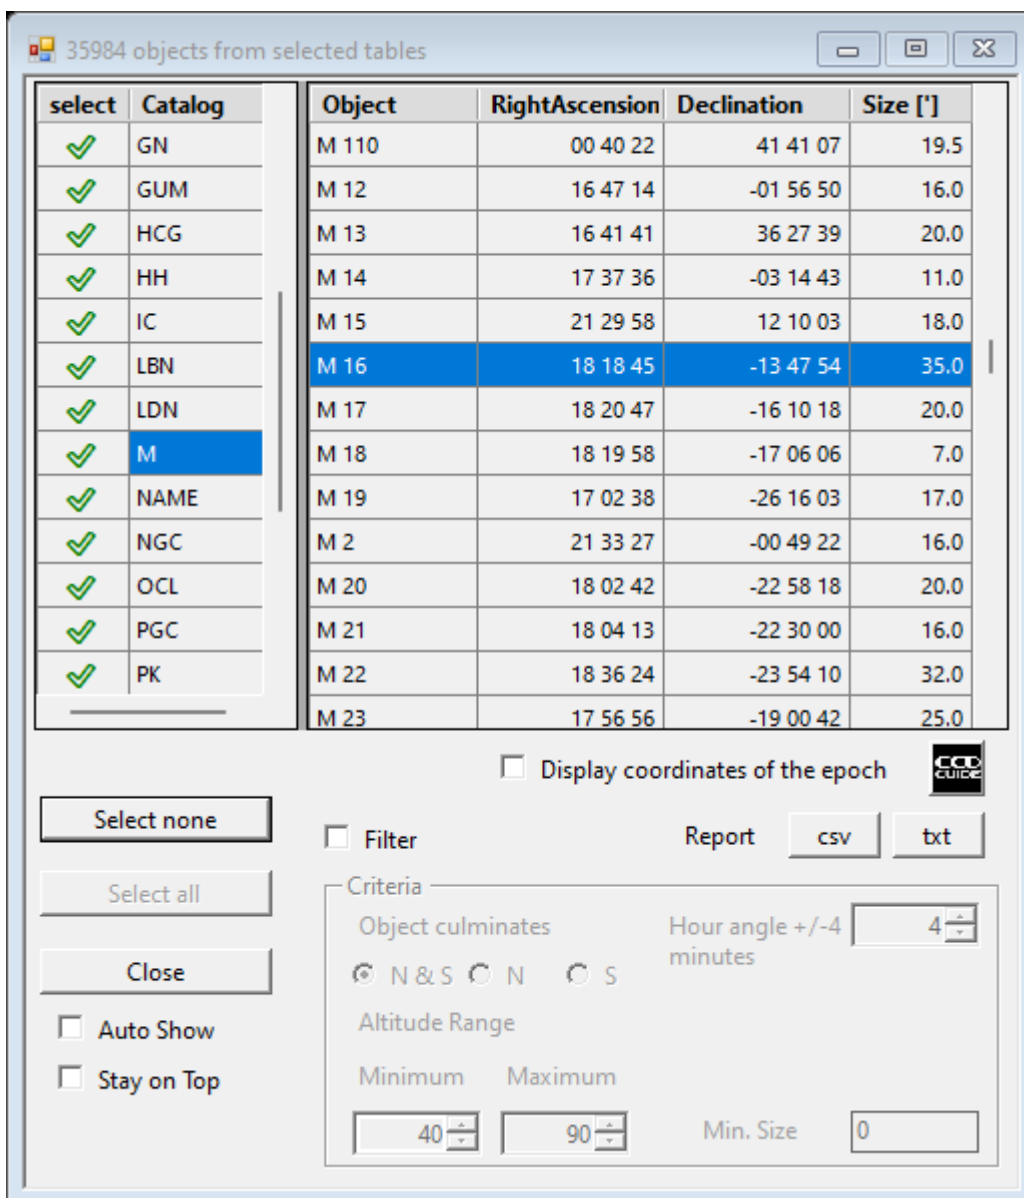 35984 objects from selected tables
select Catalog Object RightAscension Declination Size [']
GN M 110 00 40 22 41 41 07 19.5
GUM M 12 16 47 14 -01 56 50 16.0
HCG M 13 16 41 41 36 27 39 20.0
HH M 14 17 37 36 -03 14 43 11.0
IC M 15 21 29 58 12 10 03 18.0
LBN M 16 18 18 45 -13 47 54 35.0
LDN M 17 18 20 47 -16 10 18 20.0
M M 18 18 19 58 -17 06 06 7.0
NAME M 19 17 02 38 -26 16 03 17.0
NGC M 2 21 33 27 -00 49 22 16.0
OCL M 20 18 02 42 -22 58 18 20.0
PGC M 21 18 04 13 -22 30 00 16.0
PK M 22 18 36 24 -23 54 10 32.0
M 23 17 56 56 -19 00 42 25.0
Display coordinates of the epoch
CCD
GUIDE
Select none
Filter Report csv txt
Select all
Criteria
Object culminates Hour angle +/-4 4
minutes
Close
N & S N S
Auto Show
Altitude Range
Stay on Top
Minimum Maximum
40 90 Min. Size 0